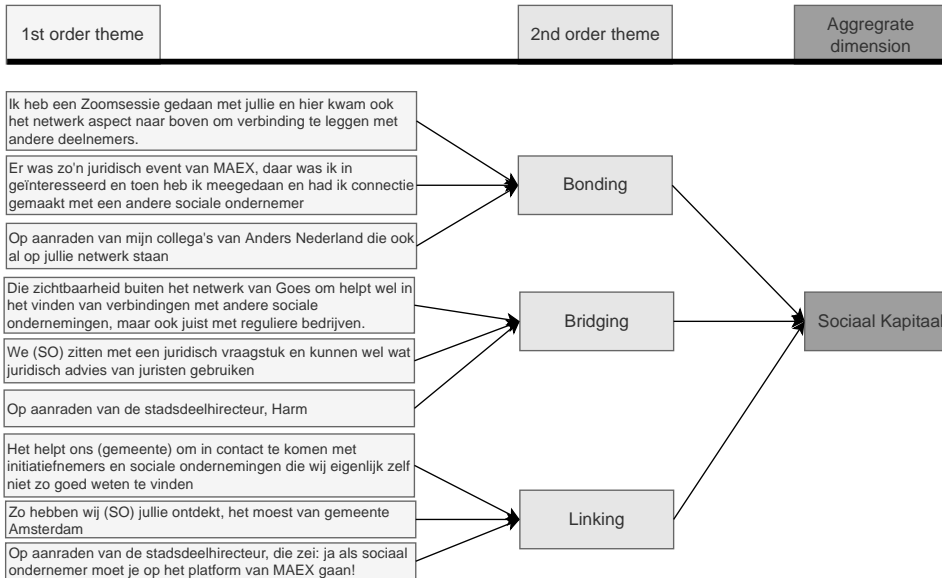 1st order theme
2nd order theme
Aggregrate
dimension
Ik heb een Zoomsessie gedaan met jullie en hier kwam ook
het netwerk aspect naar boven om verbinding te leggen met
andere deelnemers.
Er was zo'n juridisch event van MAEX, daar was ik in
geïnteresseerd en toen heb ik meegedaan en had ik connectie
gemaakt met een andere sociale ondernemer
Op aanraden van mijn collega's van Anders Nederland die ook
al op jullie netwerk staan
Bonding
Die zichtbaarheid buiten het netwerk van Goes om helpt wel in
het vinden van verbindingen met andere sociale
ondernemingen, maar ook juist met reguliere bedrijven.
We (SO) zitten met een juridisch vraagstuk en kunnen wel wat
juridisch advies van juristen gebruiken
Op aanraden van de stadsdeelhirecteur, Harm
Bridging
Sociaal Kapitaal
Het helpt ons (gemeente) om in contact te komen met
initiatiefnemers en sociale ondernemingen die wij eigenlijk zelf
niet zo goed weten te vinden
Zo hebben wij (SO) jullie ontdekt, het moest van gemeente
Amsterdam
Op aanraden van de stadsdeelhirecteur, die zei: ja als sociaal
ondernemer moet je op het platform van MAEX gaan!
Linking